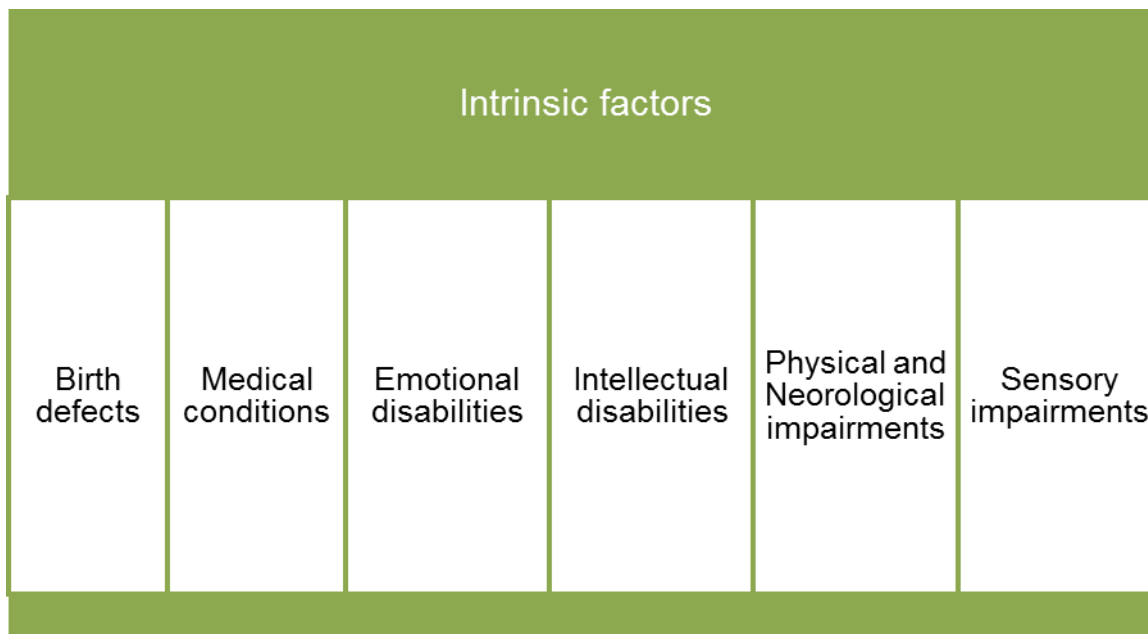 Intrinsic factors
Birth
defects
Medical
conditions
Emotional
disabilities
Intellectual
disabilities
Physical and
Neorological
impairments
Sensory
impairments